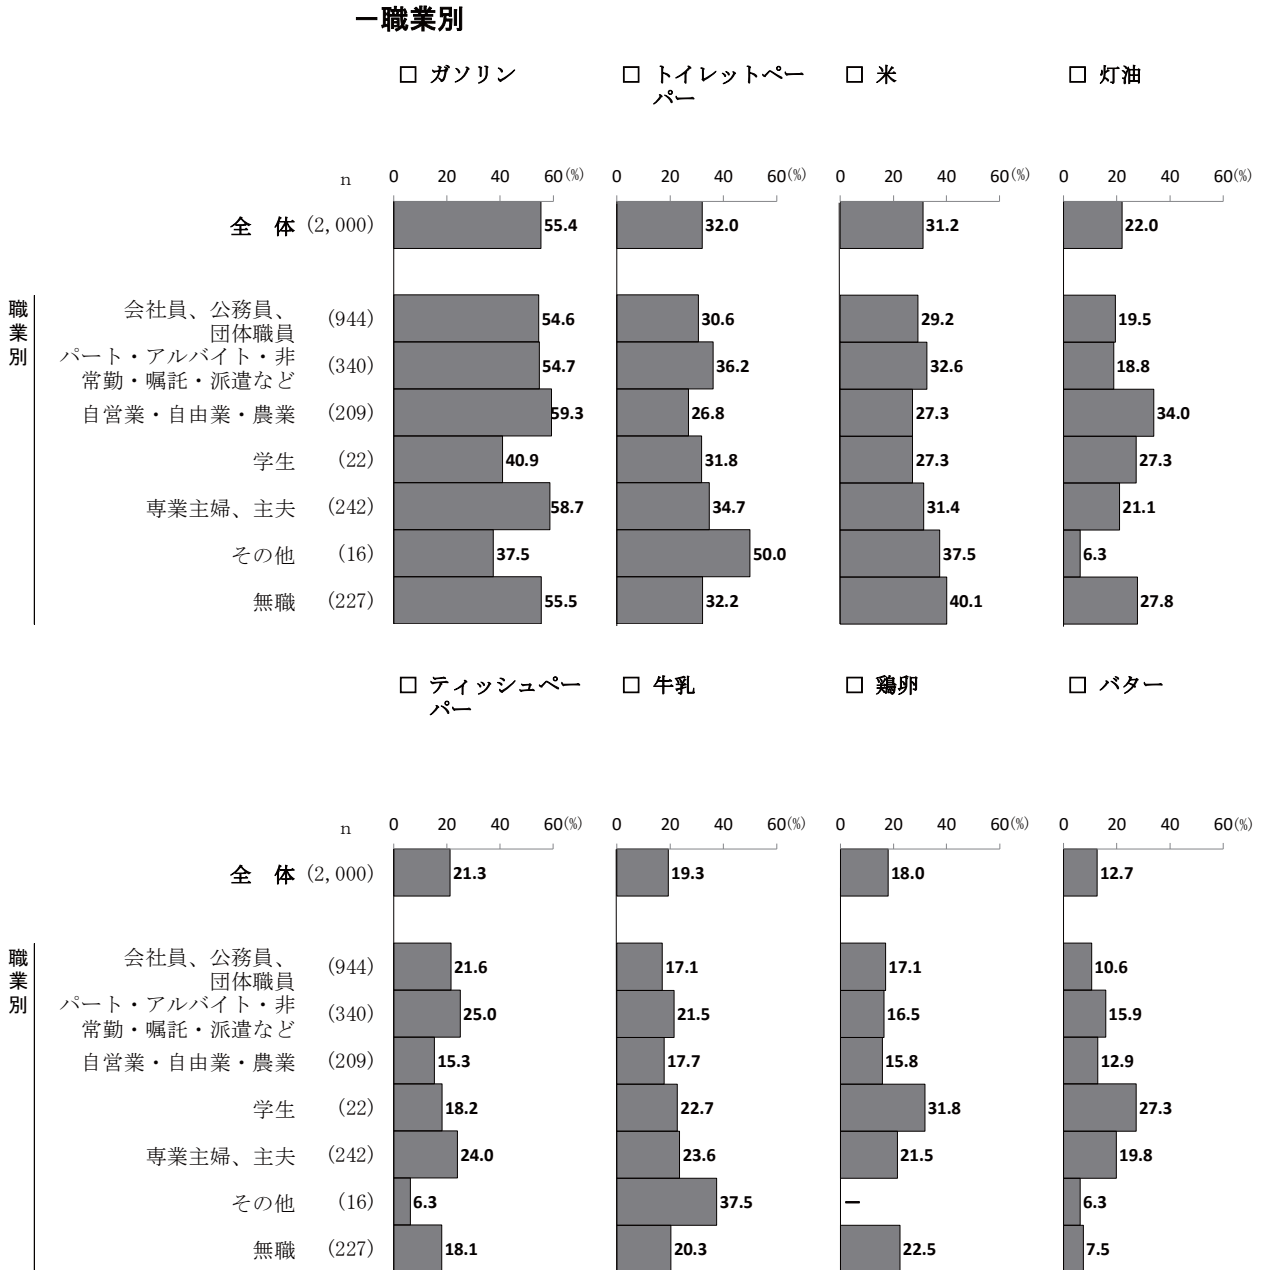 －職業別
□ ガソリン □ トイレットペー □ 米 □ 灯油
パー
n 0 20 40 60(%) 0 20 40 60(%) 0 20 40 60(%) 0 20 40 60(%)
全 体 (2,000) 55.4 32.0 31.2 22.0
職業別
会社員、公務員、
団体職員 (944) 54.6 30.6 29.2 19.5
パート・アルバイト・非
常勤・嘱託・派遣など (340) 54.7 36.2 32.6 18.8
自営業・自由業・農業 (209) 59.3 26.8 27.3 34.0
学生 (22) 40.9 31.8 27.3 27.3
専業主婦、主夫 (242) 58.7 34.7 31.4 21.1
その他 (16) 37.5 50.0 37.5 6.3
無職 (227) 55.5 32.2 40.1 27.8
□ ティッシュペー □ 牛乳 □ 鶏卵 □ バター
パー
n 0 20 40 60(%) 0 20 40 60(%) 0 20 40 60(%) 0 20 40 60(%)
全 体 (2,000) 21.3 19.3 18.0 12.7
職業別
会社員、公務員、
団体職員 (944) 21.6 17.1 17.1 10.6
パート・アルバイト・非
常勤・嘱託・派遣など (340) 25.0 21.5 16.5 15.9
自営業・自由業・農業 (209) 15.3 17.7 15.8 12.9
学生 (22) 18.2 22.7 31.8 27.3
専業主婦、主夫 (242) 24.0 23.6 21.5 19.8
その他 (16) 6.3 37.5 － 6.3
無職 (227) 18.1 20.3 22.5 7.5